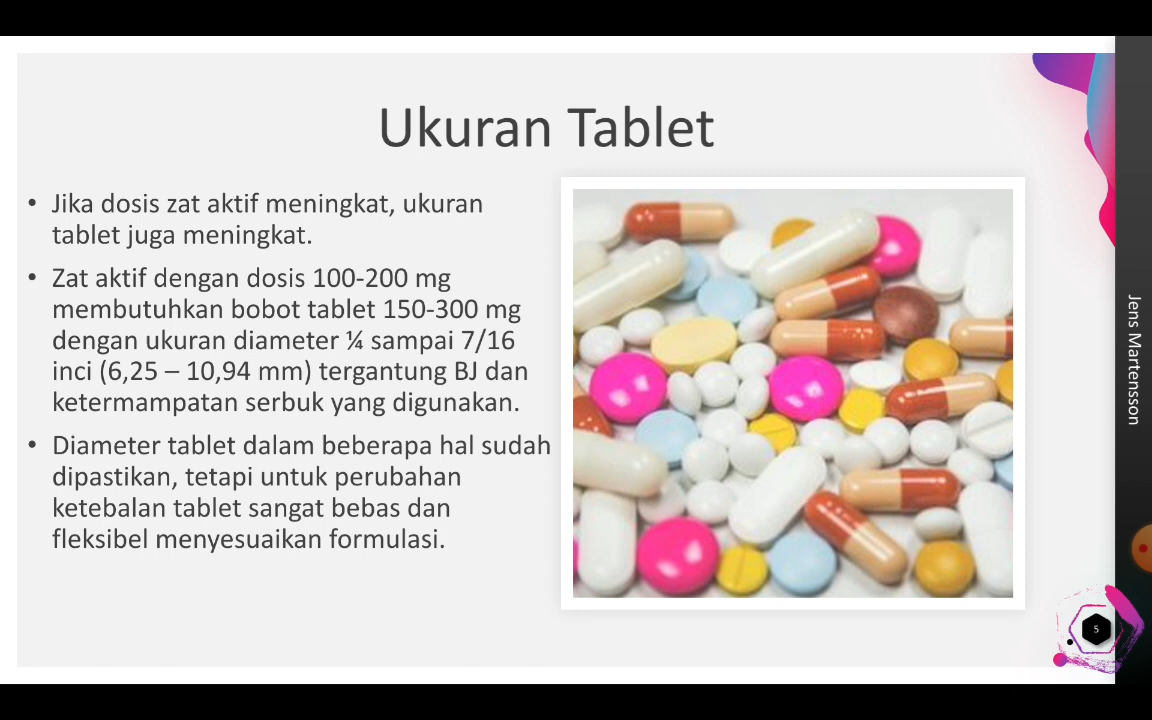 Ukuran Tablet
• Jika dosis zat aktif meningkat, ukuran
tablet juga meningkat.
• Zat aktif dengan dosis 100-200 mg
membutuhkan bobot tablet 150-300 mg
dengan ukuran diameter ¼ sampai 7/16
inci (6,25 – 10,94 mm) tergantung BJ dan
ketermampatan serbuk yang digunakan.
• Diameter tablet dalam beberapa hal sudah
dipastikan, tetapi untuk perubahan
ketebalan tablet sangat bebas dan
fleksibel menyesuaikan formulasi.
Jens Martensson
5